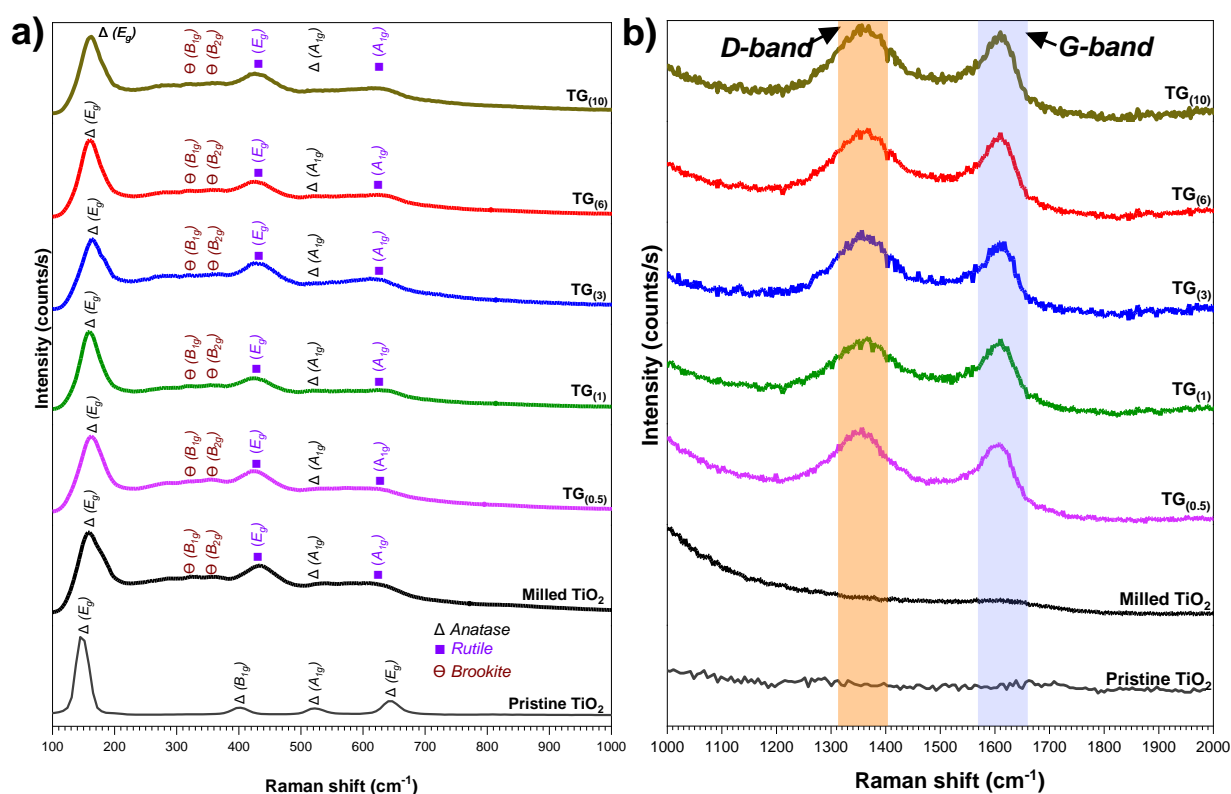 a)
Δ (Eg)
⊖ (B1g)
⊖ (B2g)
■ (Eg)
Δ (A1g)
■ (A1g)
TG(10)
Δ (Eg)
⊖ (B1g)
⊖ (B2g)
■ (Eg)
Δ (A1g)
■ (A1g)
TG(6)
Δ (Eg)
⊖ (B1g)
⊖ (B2g)
■ (Eg)
Δ (A1g)
■ (A1g)
TG(3)
Δ (Eg)
⊖ (B1g)
⊖ (B2g)
■ (Eg)
Δ (A1g)
■ (A1g)
TG(1)
Δ (Eg)
⊖ (B1g)
⊖ (B2g)
■ (Eg)
Δ (A1g)
■ (A1g)
TG(0.5)
Δ (Eg)
⊖ (B1g)
⊖ (B2g)
■ (Eg)
Δ (A1g)
■ (A1g)
Milled TiO2
Δ (Eg)
Δ (B1g)
Δ (A1g)
Δ (Eg)
Δ Anatase
■ Rutile
⊖ Brookite
Pristine TiO2
Intensity (counts/s)
100 200 300 400 500 600 700 800 900 1000
Raman shift (cm-1)
b)
D-band
G-band
TG(10)
TG(6)
TG(3)
TG(1)
TG(0.5)
Milled TiO2
Pristine TiO2
Intensity (counts/s)
1000 1100 1200 1300 1400 1500 1600 1700 1800 1900 2000
Raman shift (cm-1)